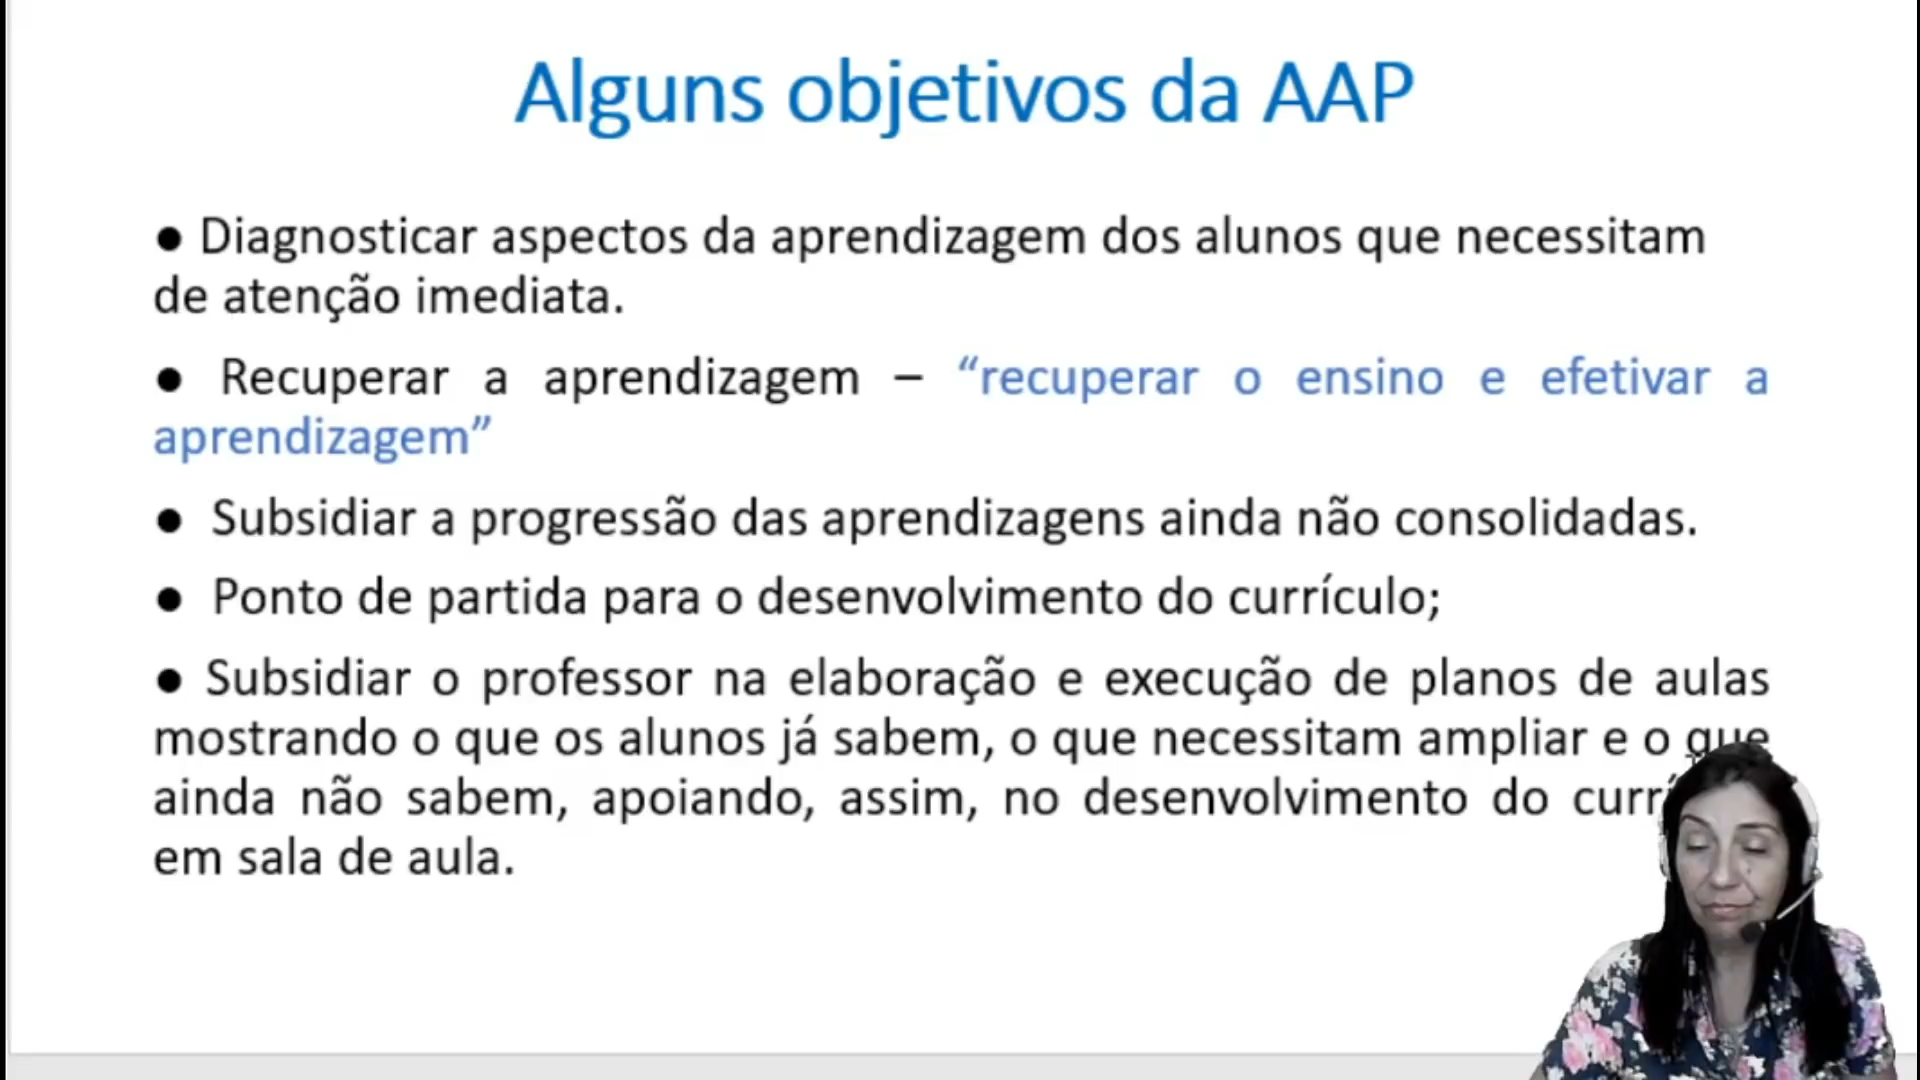 Alguns objetivos da AAP
● Diagnosticar aspectos da aprendizagem dos alunos que necessitam
de atenção imediata.
● Recuperar a aprendizagem – “recuperar o ensino e efetivar a
aprendizagem”
● Subsidiar a progressão das aprendizagens ainda não consolidadas.
● Ponto de partida para o desenvolvimento do currículo;
● Subsidiar o professor na elaboração e execução de planos de aulas
mostrando o que os alunos já sabem, o que necessitam ampliar e o que
ainda não sabem, apoiando, assim, no desenvolvimento do
em sala de aula.